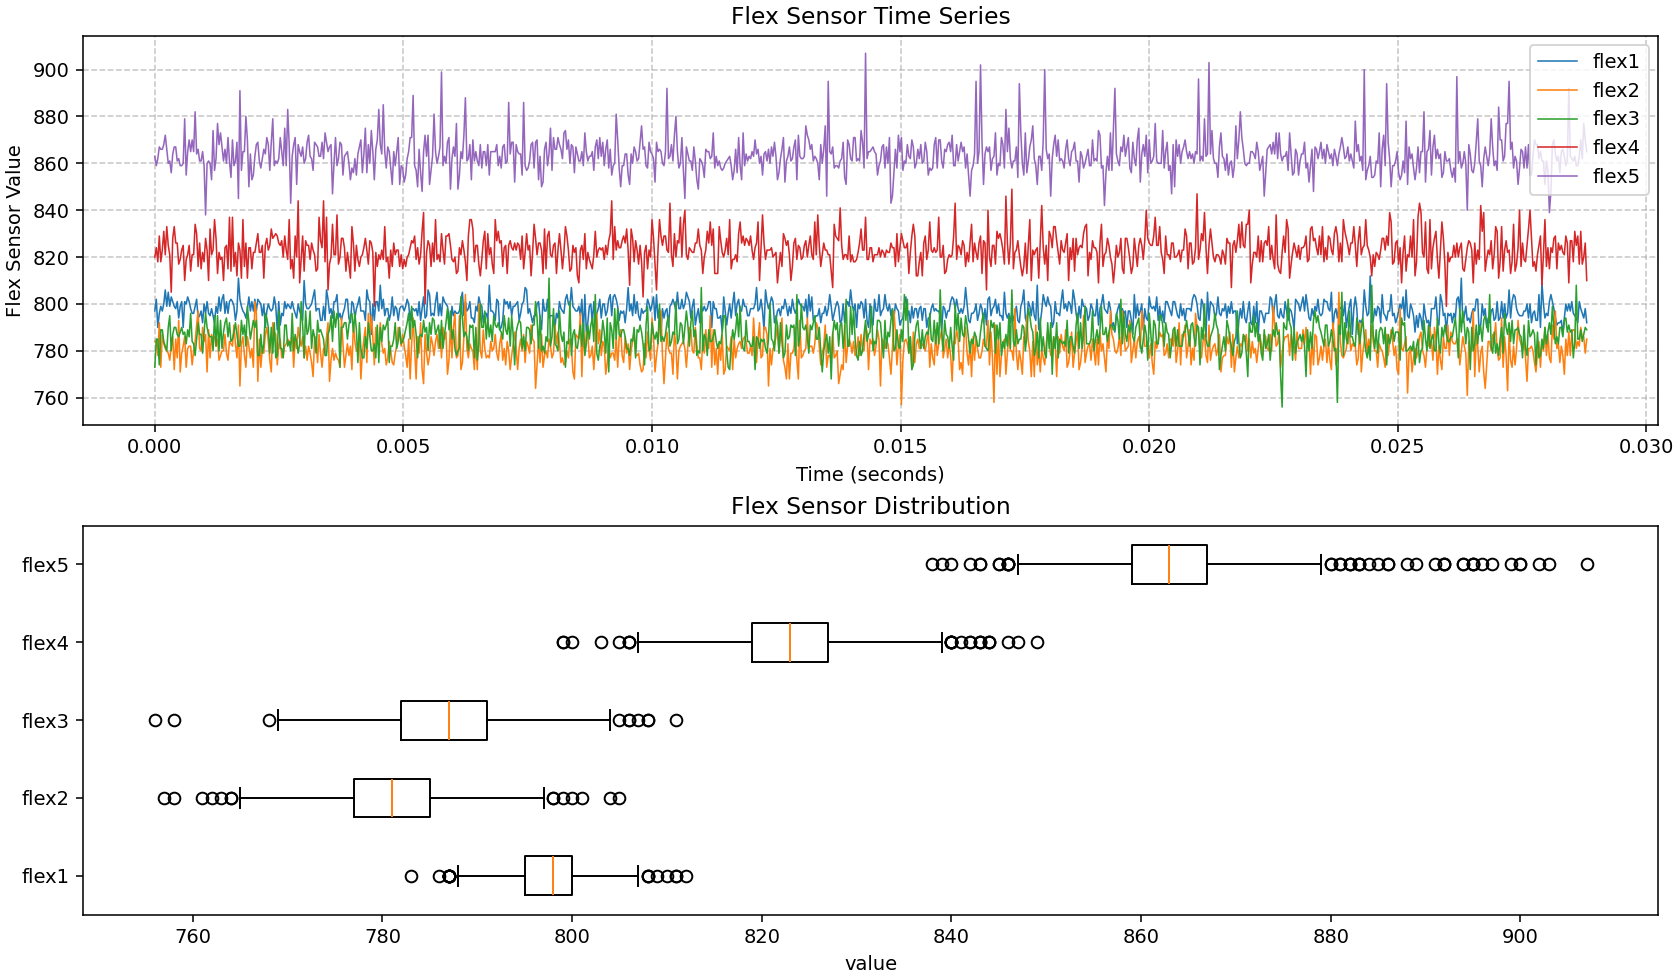 Flex Sensor Time Series
Flex Sensor Value
900
880
860
840
820
800
780
760
flex1
flex2
flex3
flex4
flex5
0.000 0.005 0.010 0.015 0.020 0.025 0.030
Time (seconds)
Flex Sensor Distribution
flex5
flex4
flex3
flex2
flex1
760 780 800 820 840 860 880 900
value